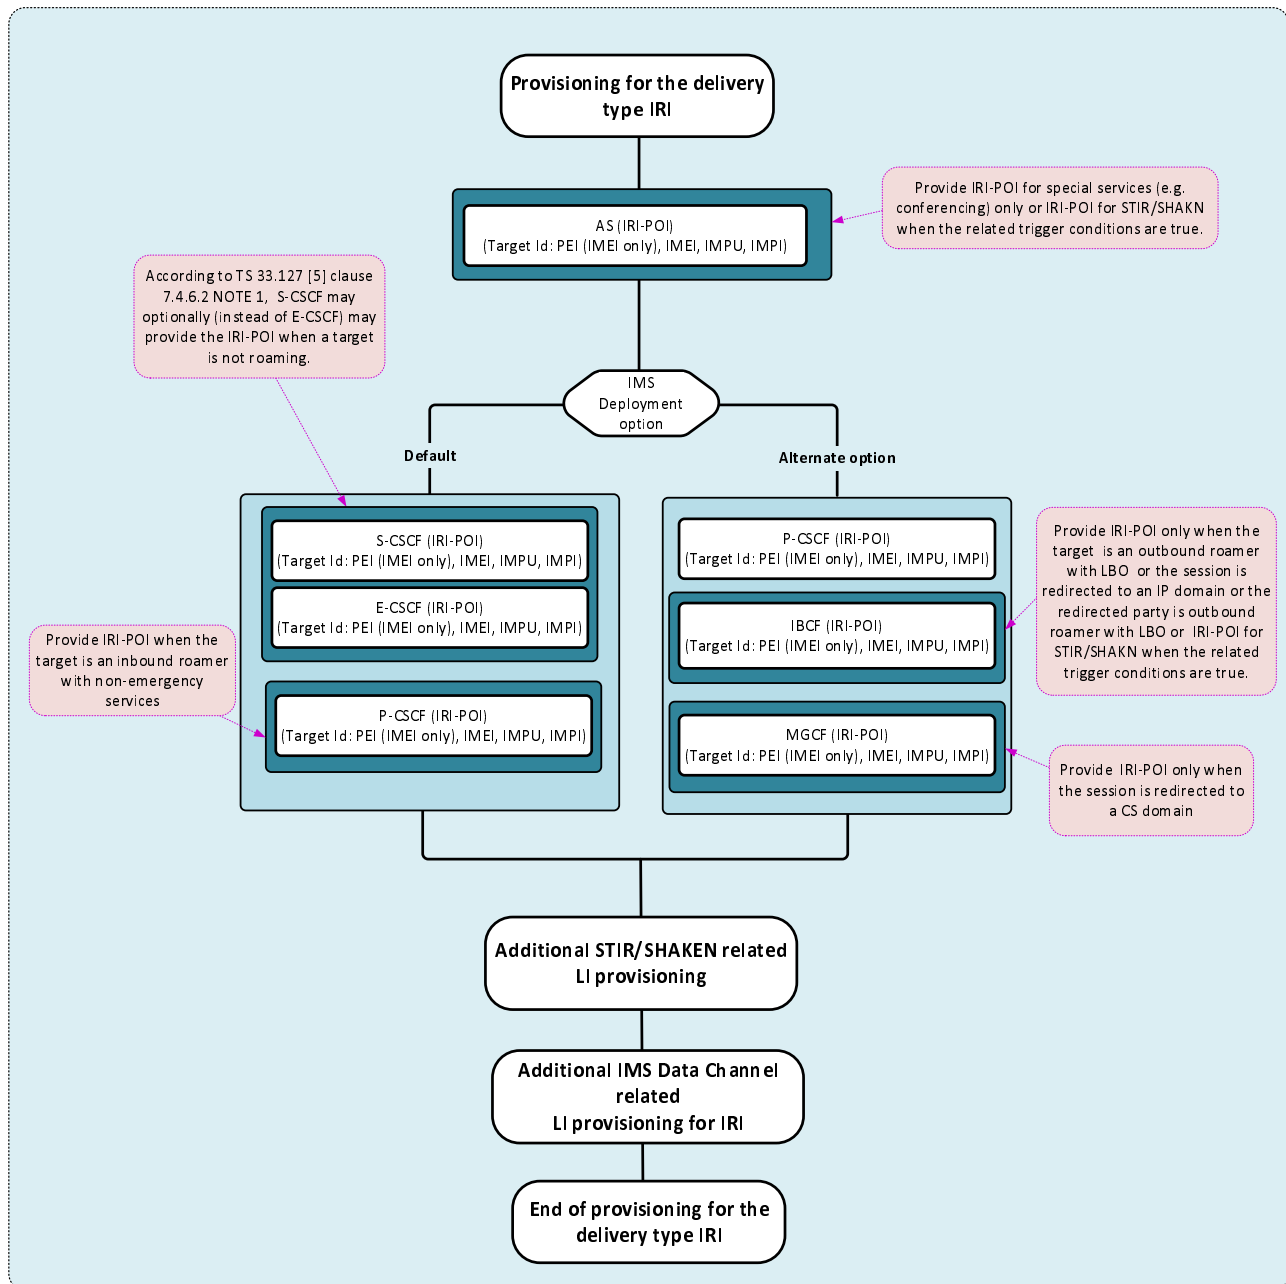 Provisioning for the delivery
type IRI
AS (IRI-POI)
(Target Id: PEI (IMEI only), IMEI, IMPU, IMPI)
Provide IRI-POI for special services (e.g.
conferencing) only or IRI-POI for STIR/SHAKN
when the related trigger conditions are true.
According to TS 33.127 [5] clause
7.4.6.2 NOTE 1, S-CSCF may
optionally (instead of E-CSCF) may
provide the IRI-POI when a target
is not roaming.
IMS
Deployment
option
Default
Alternate option
S-CSCF (IRI-POI)
(Target Id: PEI (IMEI only), IMEI, IMPU, IMPI)
E-CSCF (IRI-POI)
(Target Id: PEI (IMEI only), IMEI, IMPU, IMPI)
Provide IRI-POI when the
target is an inbound roamer
with non-emergency
services
P-CSCF (IRI-POI)
(Target Id: PEI (IMEI only), IMEI, IMPU, IMPI)
P-CSCF (IRI-POI)
(Target Id: PEI (IMEI only), IMEI, IMPU, IMPI)
IBCF (IRI-POI)
(Target Id: PEI (IMEI only), IMEI, IMPU, IMPI)
MGCF (IRI-POI)
(Target Id: PEI (IMEI only), IMEI, IMPU, IMPI)
Provide IRI-POI only when the
target is an outbound roamer
with LBO or the session is
redirected to an IP domain or the
redirected party is outbound
roamer with LBO or IRI-POI for
STIR/SHAKN when the related
trigger conditions are true.
Provide IRI-POI only when
the session is redirected to
a CS domain
Additional STIR/SHAKEN related
LI provisioning
Additional IMS Data Channel
related
LI provisioning for IRI
End of provisioning for the
delivery type IRI